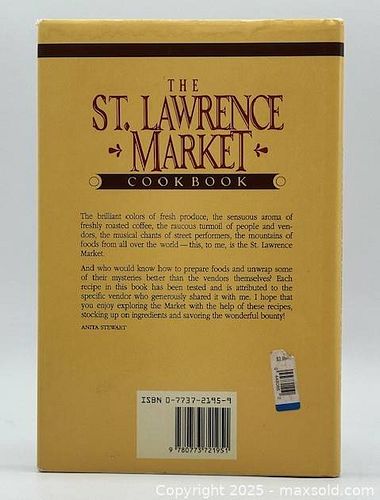 THE
ST. LAWRENCE
MARKET
COOKBOOK
The brilliant colors of fresh produce, the sensuous aroma of
freshly roasted coffee, the raucous turmoil of people and ven-
dors, the musical chants of street performers, the mountains of
foods from all over the world—this, to me, is the St. Lawrence
Market.
And who would know how to prepare foods and unwrap some
of their mysteries better than the vendors themselves? Each
recipe in this book has been tested and is attributed to the
specific vendor who generously shared it with me. I hope that
you enjoy exploring the Market with the help of these recipes,
stocking up on ingredients and savoring the wonderful bounty!
ANITA STEWART
ISBN 0-7737-2195-9
9 780773 721951
Copyright 2025 - maxsold.com